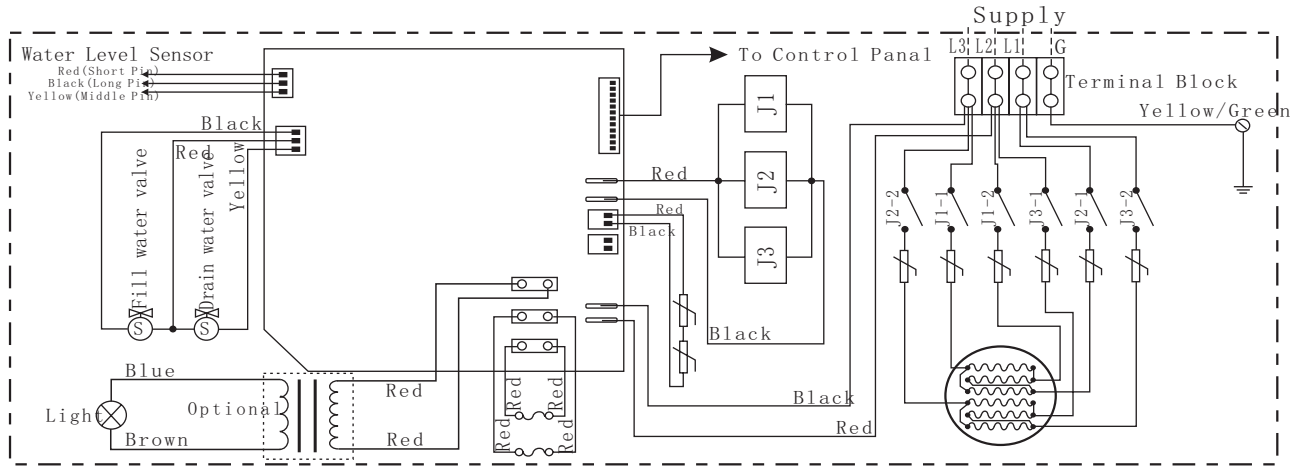 Supply
L3 L2 L1 G
Water Level Sensor
Red(Short Pin)
Black(Long Pin)
Yellow(Middle Pin)
To Control Panal
Terminal Block
Yellow/Green
Black
Red
Yellow
Fill water valve
Drain water valve
S
S
J1
J2
J3
Red
Red
Black
Black
J2-2
J1-1
J1-2
J3-1
J2-1
J3-2
Blue
Light
Brown
Optional
Red
Red
Red
Red
Red
Red
Black
Red